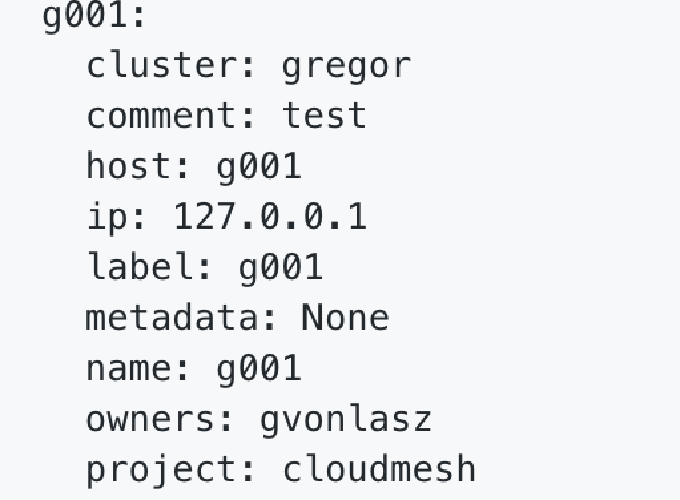 g001:
  cluster: gregor
  comment: test
  host: g001
  ip: 127.0.0.1
  label: g001
  metadata: None
  name: g001
  owners: gvonlasz
  project: cloudmesh